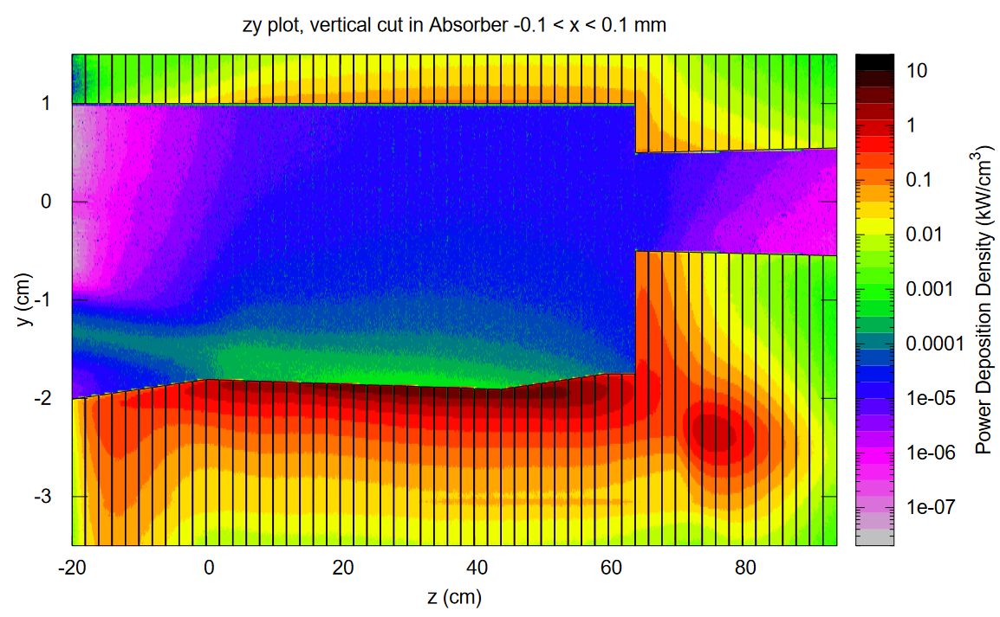 zy plot, vertical cut in Absorber -0.1 < x < 0.1 mm
1
0
-1
-2
-3
y (cm)
-20
0
20
40
60
80
z (cm)
10
1
0.1
0.01
0.001
0.0001
1e-05
1e-06
1e-07
Power Deposition Density (kW/cm³)